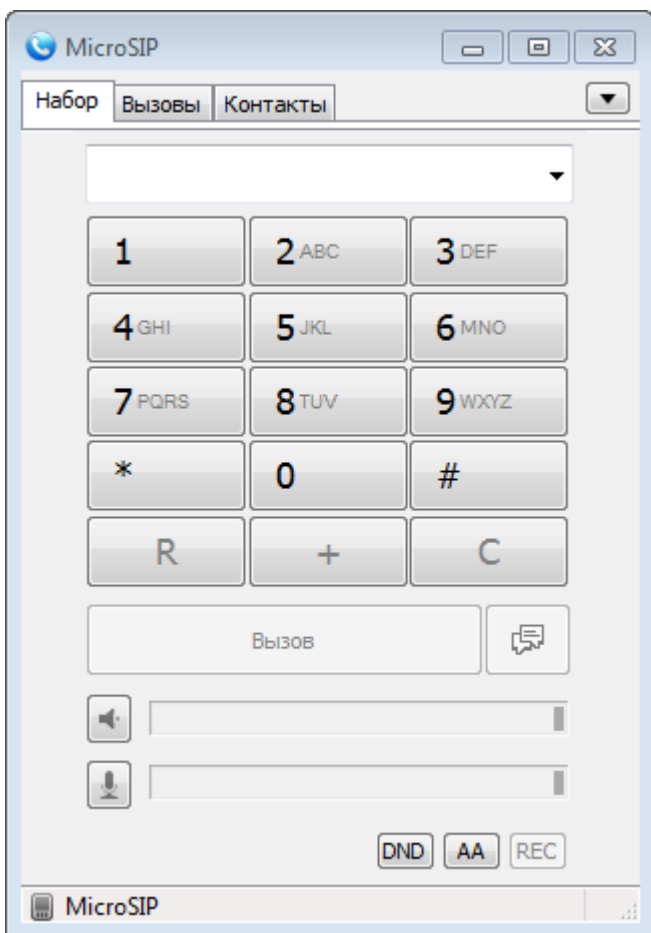 MicroSIP
Набор Вызовы Контакты
1 2 ABC 3 DEF
4 GHI 5 JKL 6 MNO
7 PQRS 8 TUV 9 WXYZ
* 0 #
R + C
Вызов
DND AA REC
MicroSIP